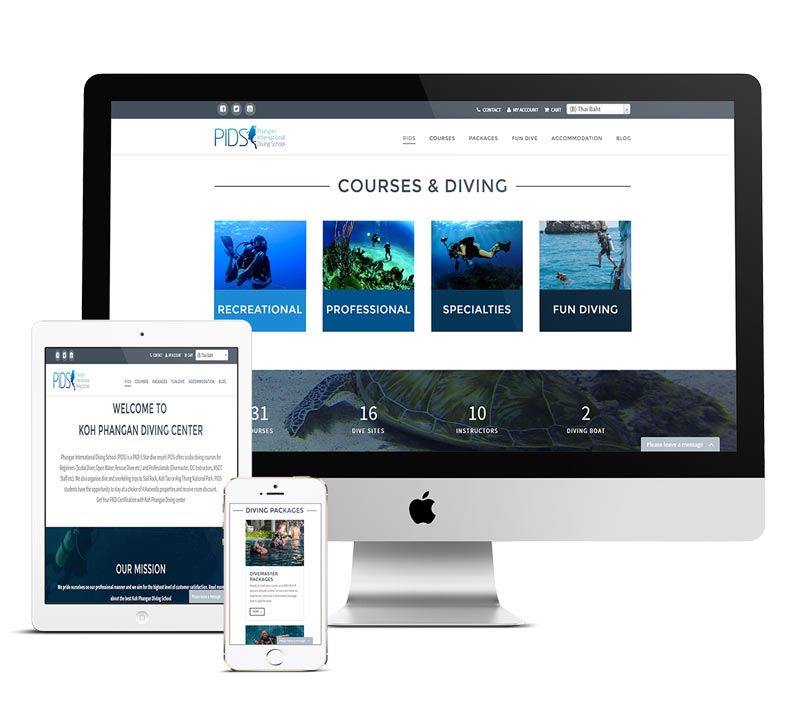 CONTACT MY ACCOUNT CART (฿) Thai Baht
PIDS Phangan
International
Diving School
PIDS COURSES PACKAGES FUN DIVE ACCOMMODATION BLOG
COURSES & DIVING
RECREATIONAL PROFESSIONAL SPECIALTIES FUN DIVING
31 16 10 2
OURSES DIVE SITES INSTRUCTORS DIVING BOAT
Please leave a message
CONTACT MY ACCOUNT CART Thai Baht
PIDS Phangan
International
Diving School
PIDS COURSES PACKAGES FUN DIVE ACCOMMODATION BLOG
WELCOME TO
KOH PHANGAN DIVING CENTER
Phangan International Diving School (PIDS) is a PADI 5 Star dive resort. PIDS offers scuba diving courses for
Beginners (Scuba Diver, Open Water, Rescue Diver etc.) and Professionals (Divemaster, IDC Instructors, MSDT
Staff etc). We also organise dive and snorkeling trips to Sail Rock, Koh Tao or Ang Thong National Park. PIDS
students have the opportunity to stay at a choice of 4 Hacienda properties and receive room discount.
Get Your PADI Certification with Koh Phangan Diving center
OUR MISSION
We pride ourselves on our professional manner and we aim for the highest level of customer satisfaction. Read more
about the best Koh Phangan Diving School
Please leave a message
DIVING PACKAGES
DIVEMASTER
PACKAGES